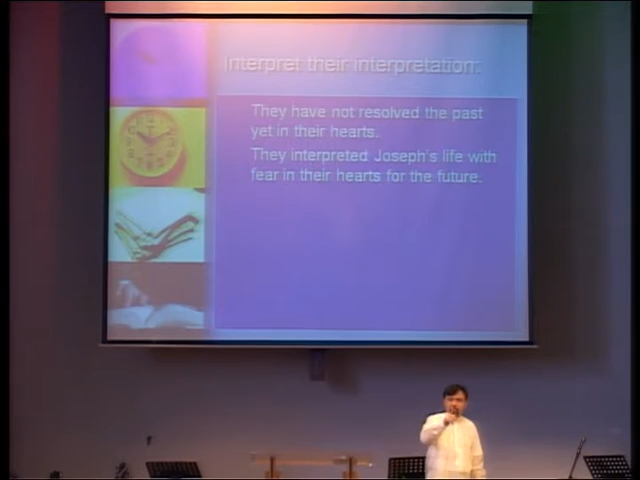 Interpret their interpretation:
They have not resolved the past
yet in their hearts.
They interpreted Joseph's life with
fear in their hearts for the future.